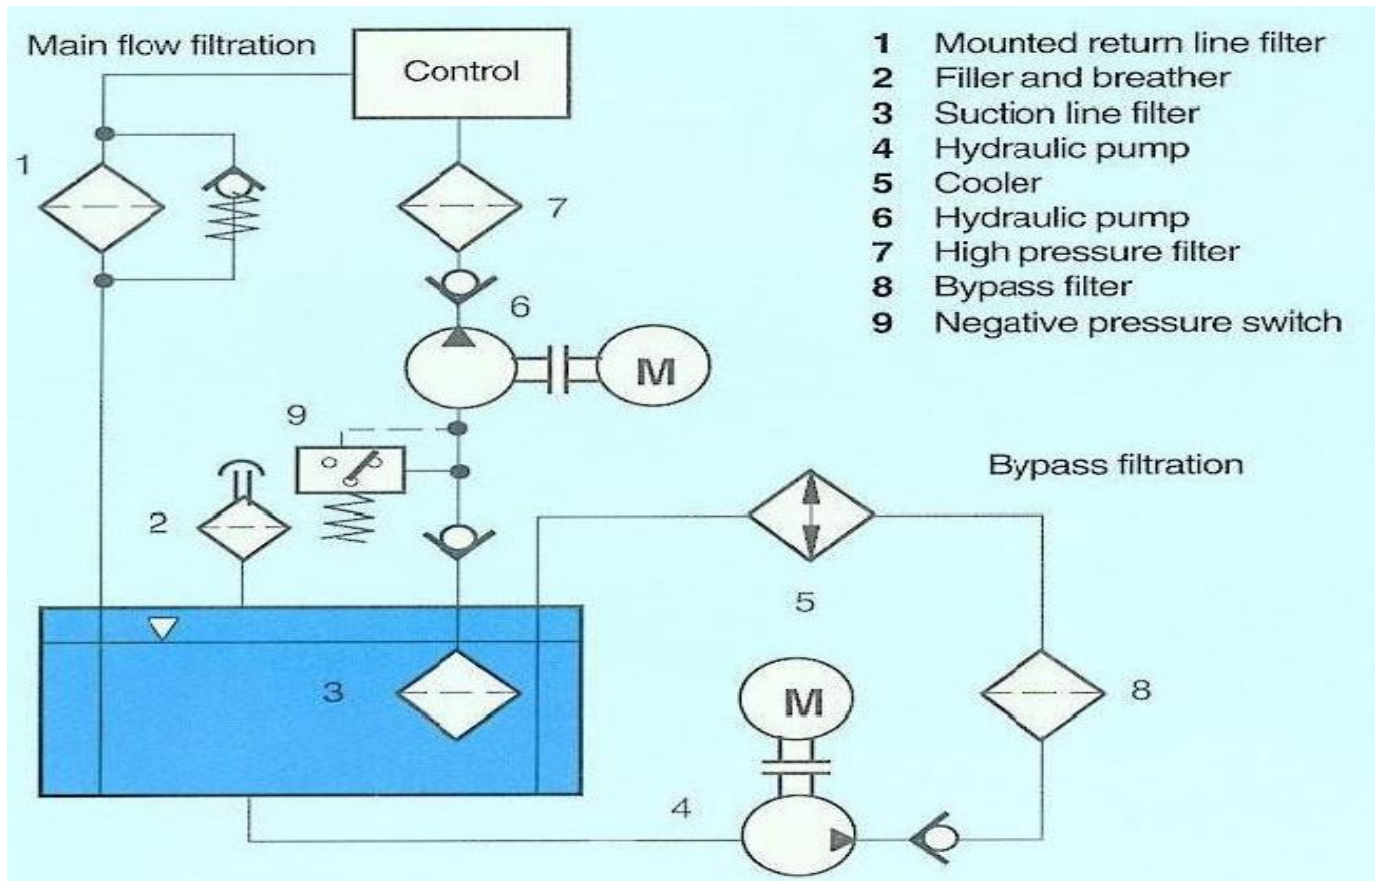 Main flow filtration
Control
1 Mounted return line filter
2 Filler and breather
3 Suction line filter
4 Hydraulic pump
5 Cooler
6 Hydraulic pump
7 High pressure filter
8 Bypass filter
9 Negative pressure switch
1
7
6
M
9
Bypass filtration
2
5
3
M
8
4